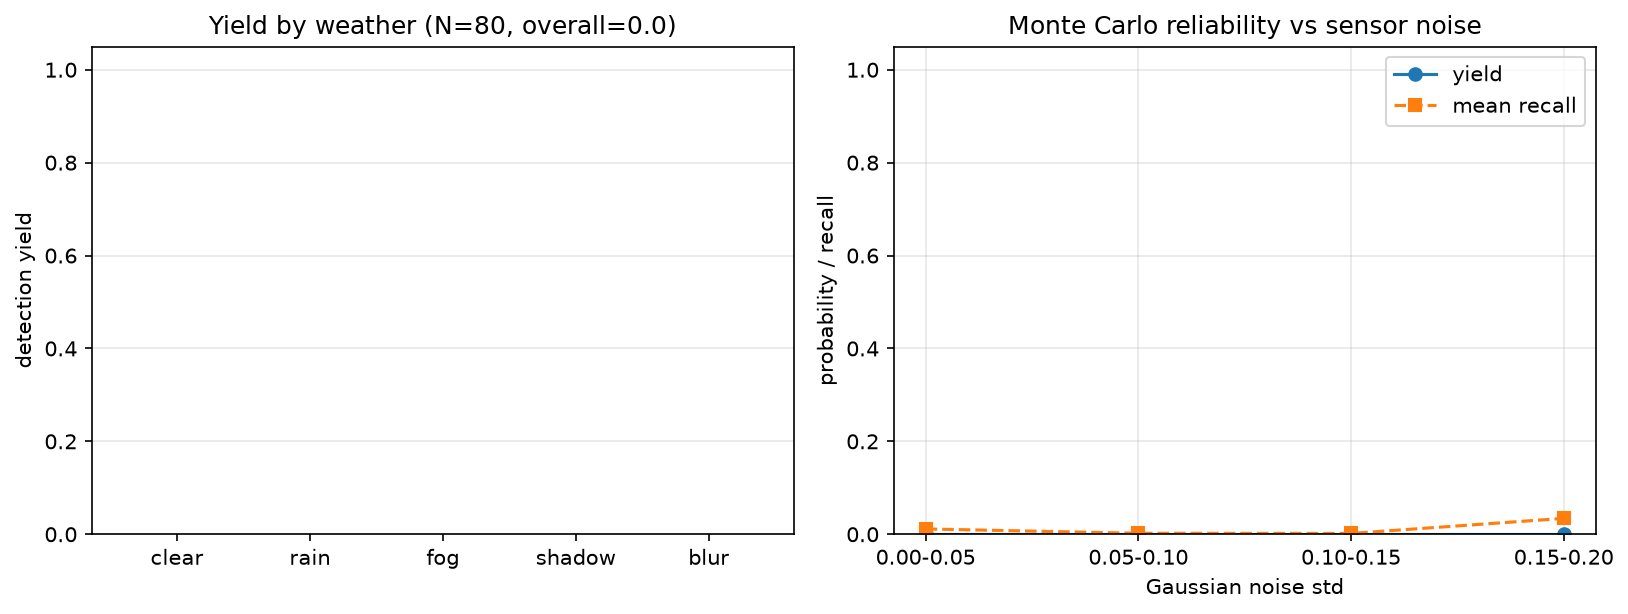 Yield by weather (N=80, overall=0.0)
detection yield
1.0
0.8
0.6
0.4
0.2
0.0
clear rain fog shadow blur
Monte Carlo reliability vs sensor noise
probability / recall
1.0
0.8
0.6
0.4
0.2
0.0
yield
mean recall
0.00-0.05 0.05-0.10 0.10-0.15 0.15-0.20
Gaussian noise std